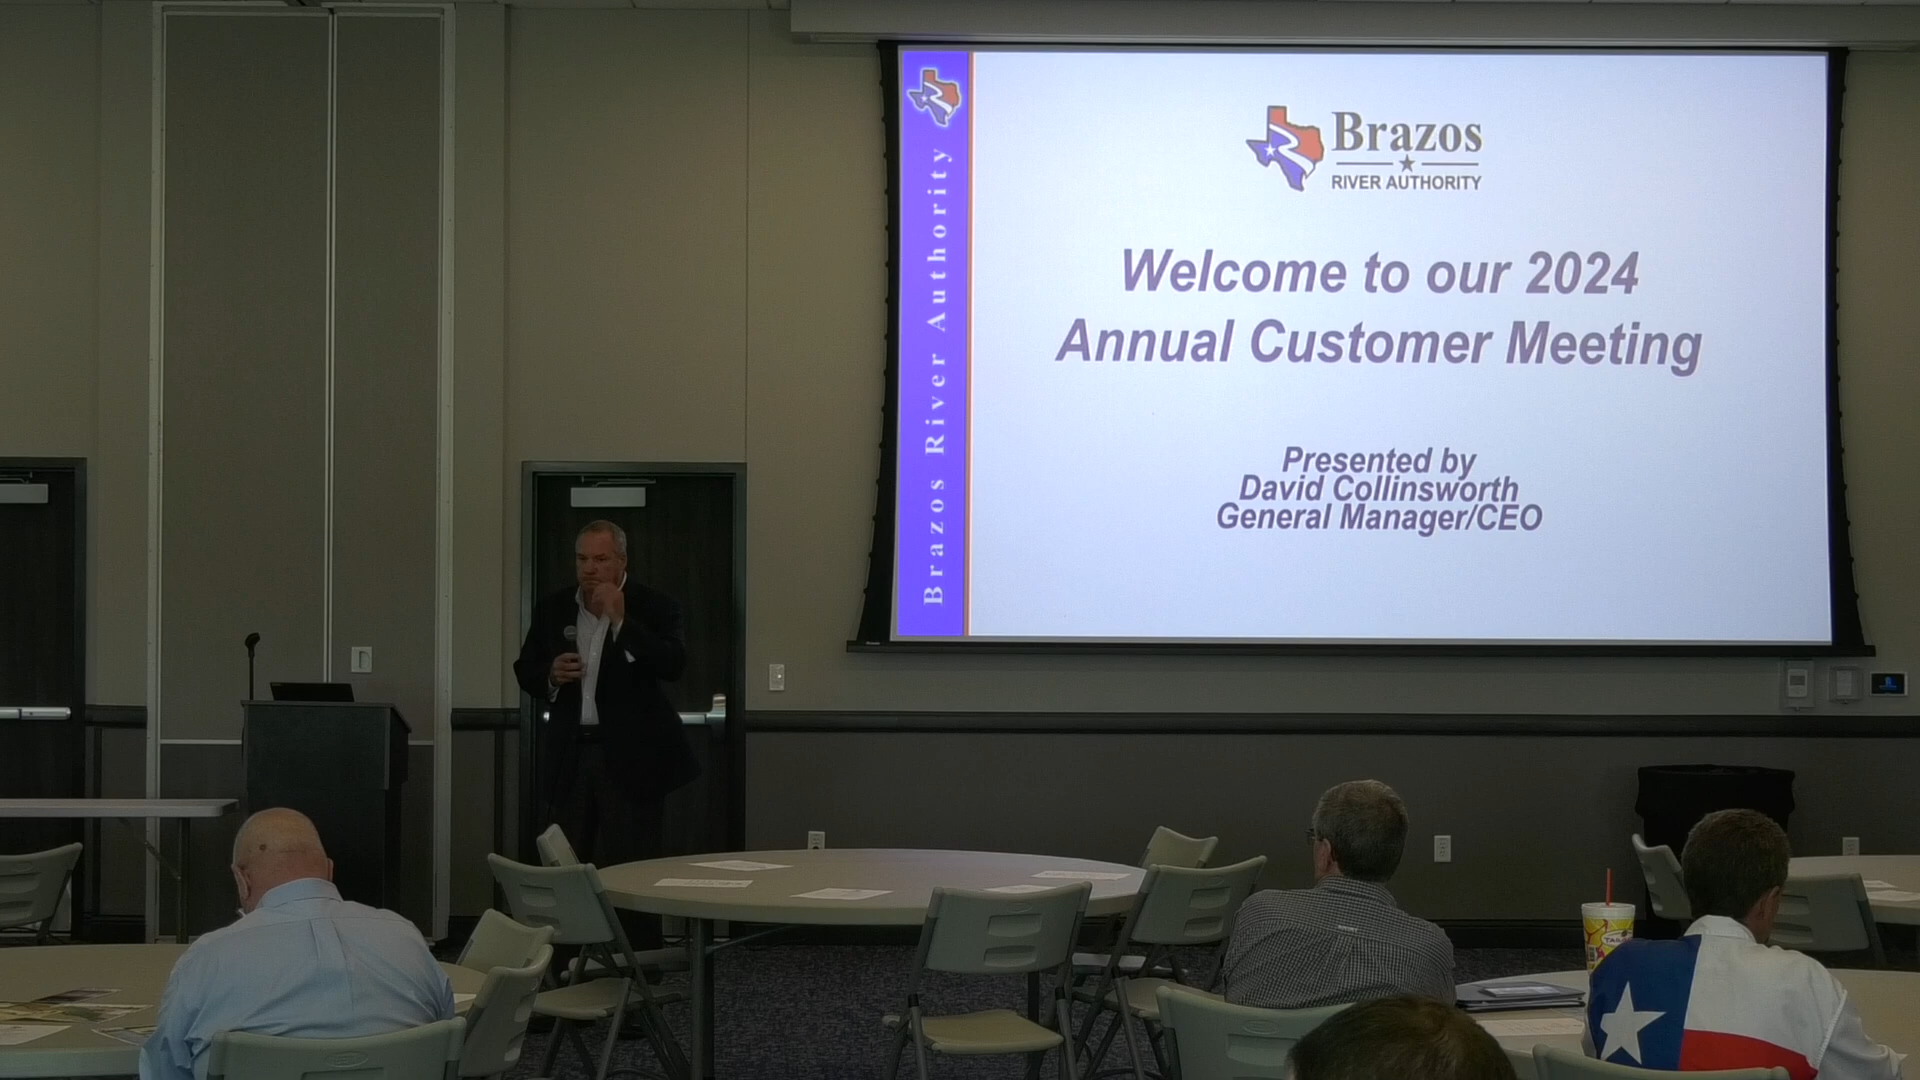 Brazos River Authority
Brazos
RIVER AUTHORITY
Welcome to our 2024
Annual Customer Meeting
Presented by
David Collinsworth
General Manager/CEO